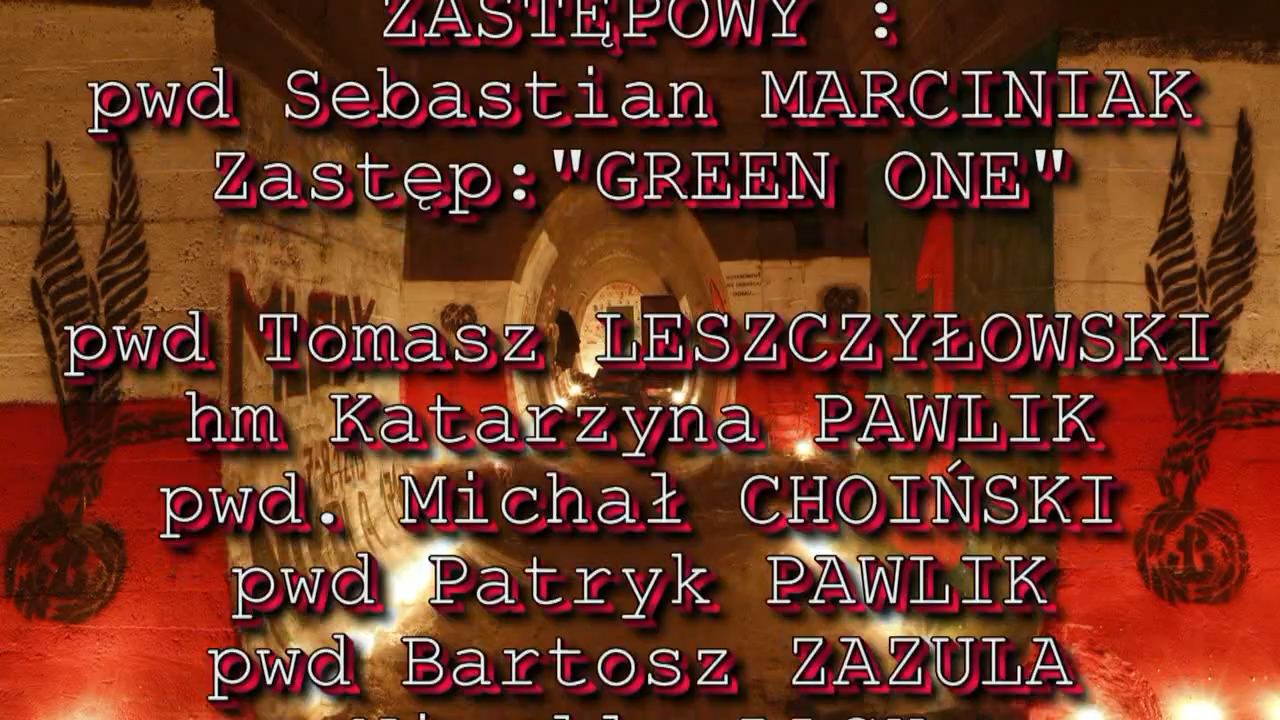 ZASTĘPOWY :
pwd Sebastian MARCINIAK
Zastęp:"GREEN ONE"
pwd Tomasz LESZCZYŁOWSKI
hm Katarzyna PAWLIK
pwd. Michał CHOIŃSKI
pwd Patryk PAWLIK
pwd Bartosz ZAZULA